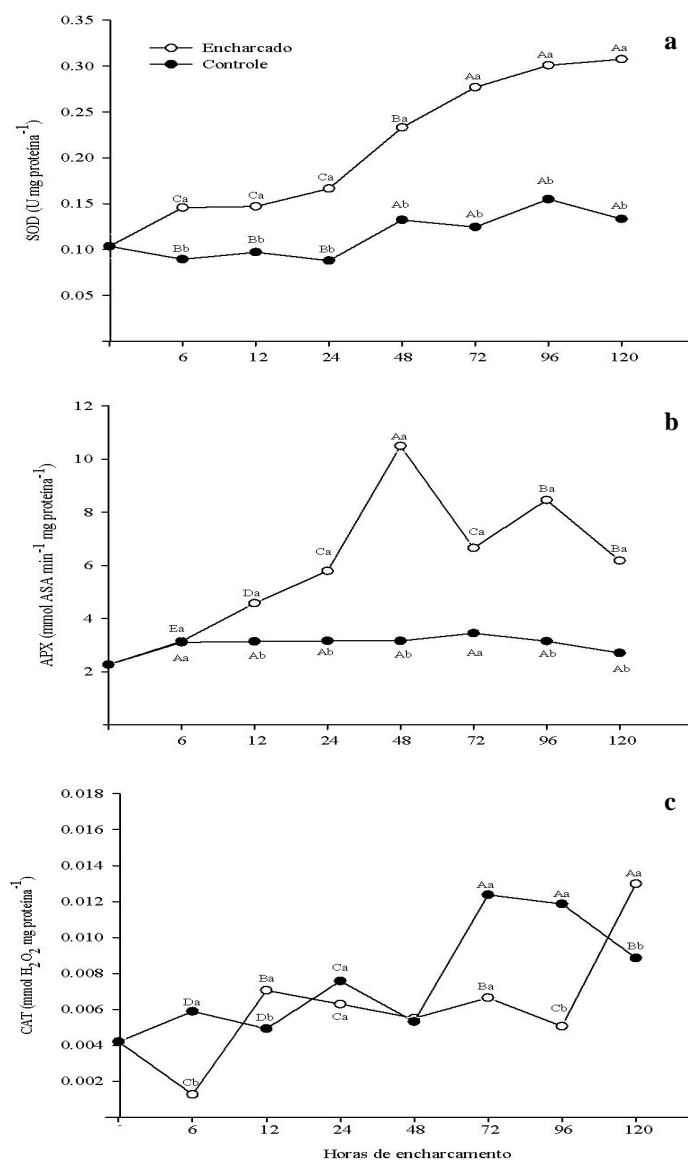 a
Encharcado
Controle
SOD (U mg proteína-1)
0.35
0.30
0.25
0.20
0.15
0.10
0.05
Ca Ca Ca Ba Aa Aa Aa
Bb Bb Bb Ab Ab Ab Ab
6 12 24 48 72 96 120
b
APX (mmol ASA min-1 mg proteína-1)
12
10
8
6
4
2
Ea Da Ca Aa Ca Ba Ba
Aa Ab Ab Ab Aa Ab Ab
6 12 24 48 72 96 120
c
CAT (mmol H2O2 mg proteína-1)
0.018
0.016
0.014
0.012
0.010
0.008
0.006
0.004
0.002
Da Ba Ca Aa Aa Aa
Cb Db Ca Ba Cb Bb
- 6 12 24 48 72 96 120
Horas de encharcamento